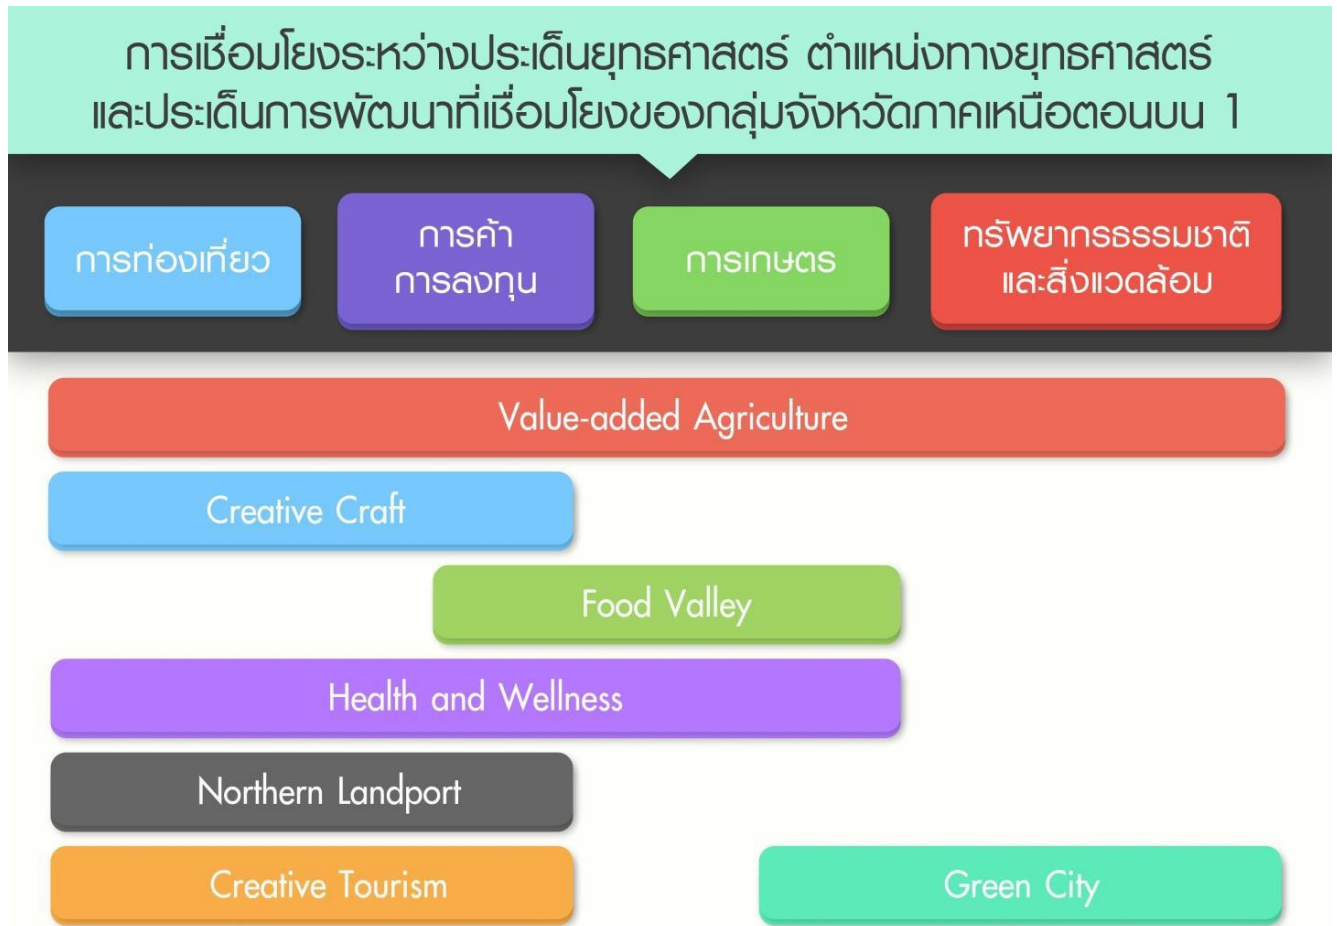 การเชื่อมโยงระหว่างประเด็นยุทธศาสตร์ ตำแหน่งทางยุทธศาสตร์
และประเด็นการพัฒนาที่เชื่อมโยงของกลุ่มจังหวัดภาคเหนือตอนบน 1
การท่องเที่ยว
การค้า
การลงทุน
การเกษตร
ทรัพยากรธรรมชาติ
และสิ่งแวดล้อม
Value-added Agriculture
Creative Craft
Food Valley
Health and Wellness
Northern Landport
Creative Tourism
Green City